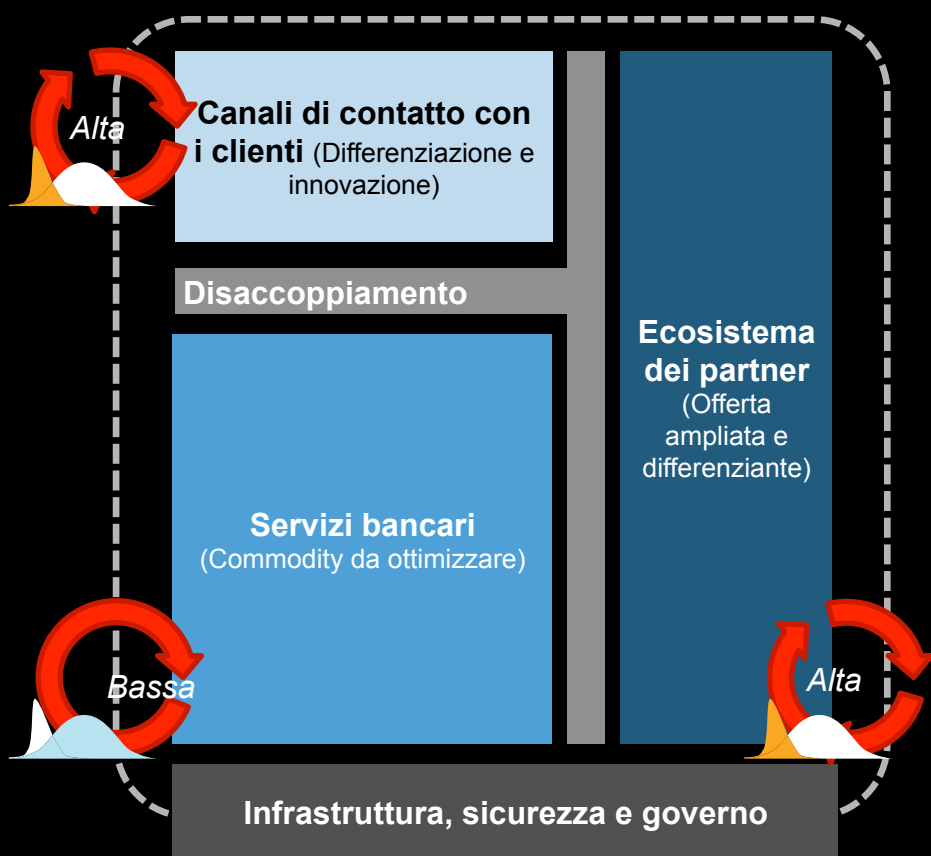 Alta
Canali di contatto con
i clienti (Differenziazione e
innovazione)
Disaccoppiamento
Ecosistema
dei partner
(Offerta
ampliata e
differenziante)
Servizi bancari
(Commodity da ottimizzare)
Bassa
Alta
Infrastruttura, sicurezza e governo